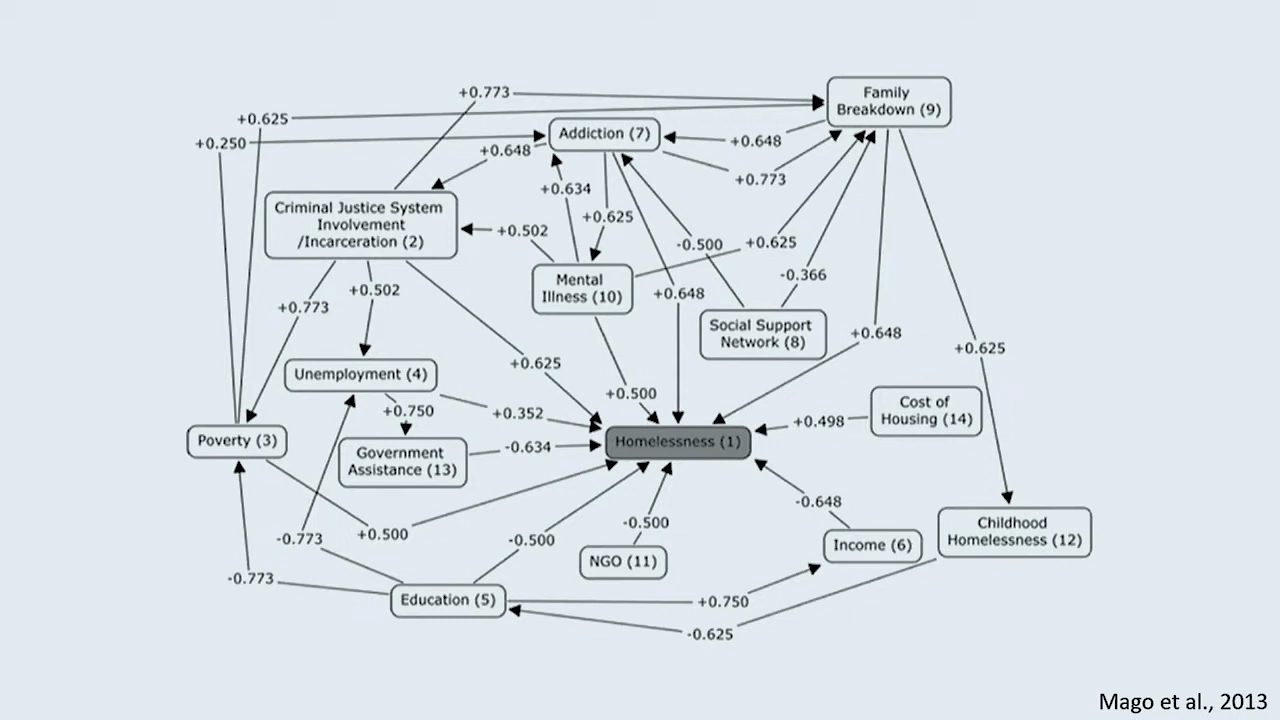 +0.773
Family
Breakdown (9)
+0.625
+0.250
Addiction (7)
+0.648
+0.648
+0.773
+0.634
Criminal Justice System
Involvement
/Incarceration (2)
+0.625
+0.502
-0.500
+0.625
-0.366
Mental
Illness (10)
+0.502
+0.773
+0.648
Social Support
Network (8)
+0.648
+0.625
+0.625
Unemployment (4)
+0.500
Cost of
Housing (14)
+0.750
+0.352
+0.498
Poverty (3)
Homelessness (1)
Government
Assistance (13)
-0.634
-0.648
-0.500
Childhood
Homelessness (12)
+0.500
-0.773
-0.500
Income (6)
NGO (11)
-0.773
Education (5)
+0.750
-0.625
Mago et al., 2013